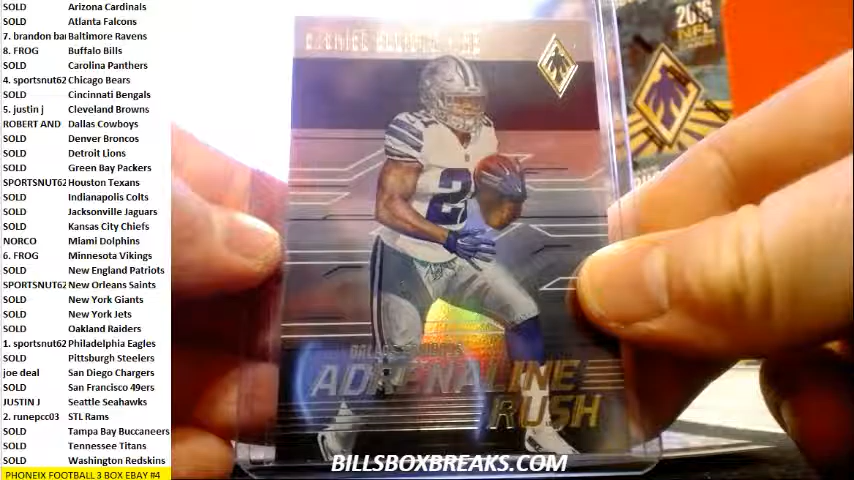 SOLD Arizona Cardinals
SOLD Atlanta Falcons
7. brandon bar Baltimore Ravens
8. FROG Buffalo Bills
SOLD Carolina Panthers
4. sportsnut62 Chicago Bears
SOLD Cincinnati Bengals
5. justin j Cleveland Browns
ROBERT AND Dallas Cowboys
SOLD Denver Broncos
SOLD Detroit Lions
SOLD Green Bay Packers
SPORTSNUT62 Houston Texans
SOLD Indianapolis Colts
SOLD Jacksonville Jaguars
SOLD Kansas City Chiefs
NORCO Miami Dolphins
6. FROG Minnesota Vikings
SOLD New England Patriots
SPORTSNUT62 New Orleans Saints
SOLD New York Giants
SOLD New York Jets
SOLD Oakland Raiders
1. sportsnut62 Philadelphia Eagles
SOLD Pittsburgh Steelers
joe deal San Diego Chargers
SOLD San Francisco 49ers
JUSTIN J Seattle Seahawks
2. runepcc03 STL Rams
SOLD Tampa Bay Buccaneers
SOLD Tennessee Titans
SOLD Washington Redskins
PHONEIX FOOTBALL 3 BOX EBAY #4
2016
NFL
2
DALLAS COWBOYS
ADRENALINE
RUSH
BILLSBOXBREAKS.COM